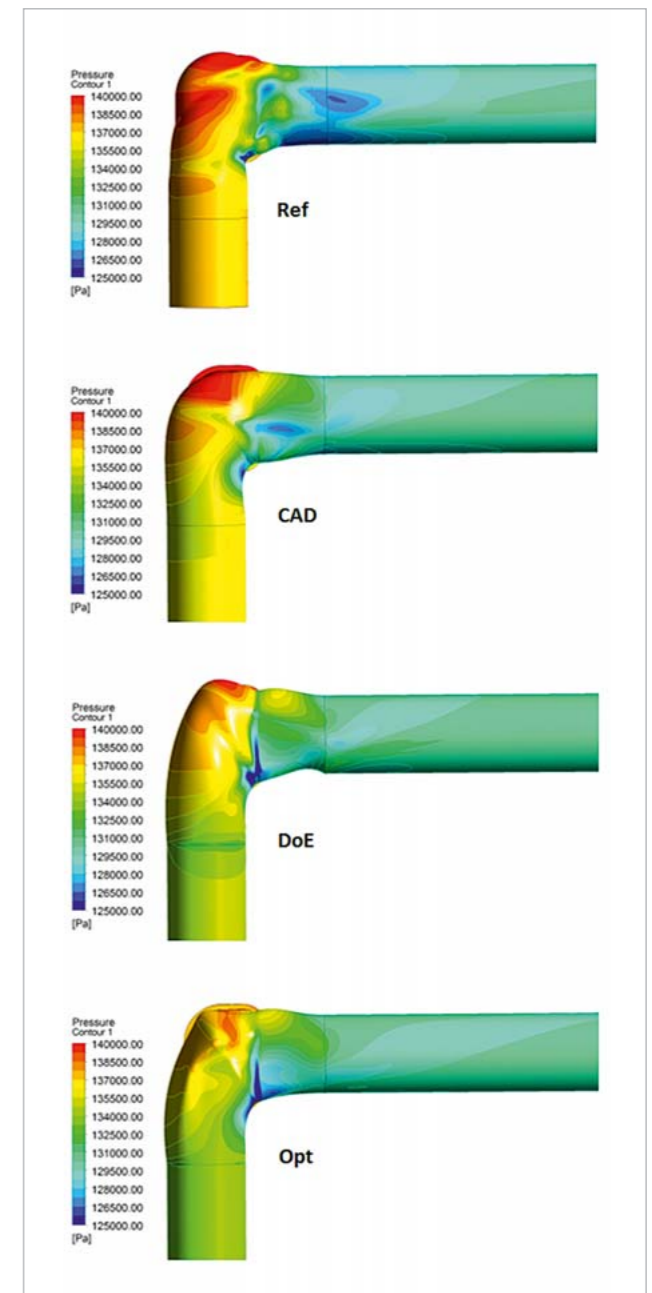 Pressure
Contour 1
140000.00
138500.00
137000.00
135500.00
134000.00
132500.00
131000.00
129500.00
128000.00
126500.00
125000.00
[Pa]
Ref
Pressure
Contour 1
140000.00
138500.00
137000.00
135500.00
134000.00
132500.00
131000.00
129500.00
128000.00
126500.00
125000.00
[Pa]
CAD
Pressure
Contour 1
140000.00
138500.00
137000.00
135500.00
134000.00
132500.00
131000.00
129500.00
128000.00
126500.00
125000.00
[Pa]
DoE
Pressure
Contour 1
140000.00
138500.00
137000.00
135500.00
134000.00
132500.00
131000.00
129500.00
128000.00
126500.00
125000.00
[Pa]
Opt